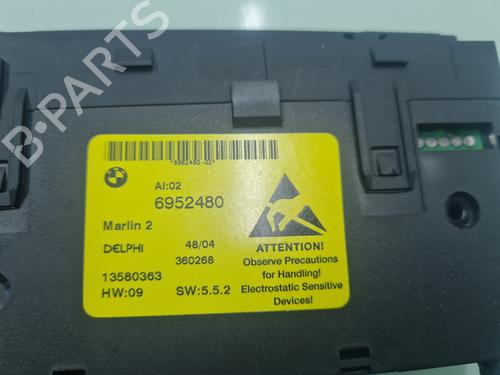 *6952480-02*
AI:02
6952480
Marlin 2
DELPHI
48/04
360268
13580363
HW:09
SW:5.5.2
ATTENTION!
Observe Precautions
for Handling!
Electrostatic Sensitive
Devices!